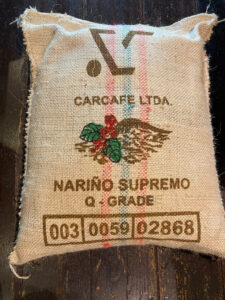 CARCAFE LTDA.
NARIÑO SUPREMO
Q - GRADE
003 0059 02868